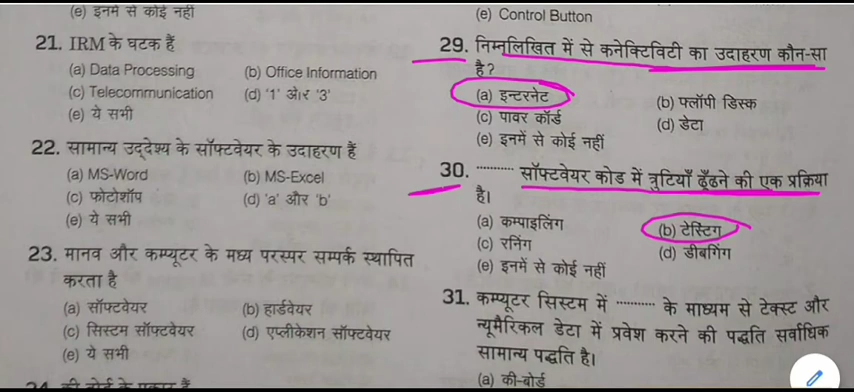 (e) इनमें से कोई नहीं
21. IRM के घटक हैं
(a) Data Processing (b) Office Information
(c) Telecommunication (d) '1' और '3'
(e) ये सभी
22. सामान्य उद्देश्य के सॉफ्टवेयर के उदाहरण हैं
(a) MS-Word (b) MS-Excel
(c) फोटोशॉप (d) 'a' और 'b'
(e) ये सभी
23. मानव और कम्प्यूटर के मध्य परस्पर सम्पर्क स्थापित
करता है
(a) सॉफ्टवेयर (b) हार्डवेयर
(c) सिस्टम सॉफ्टवेयर (d) एप्लीकेशन सॉफ्टवेयर
(e) ये सभी
24. की-बोर्ड के प्रकार हैं
(e) Control Button
29. निम्नलिखित में से कनेक्टिविटी का उदाहरण कौन-सा
है?
(a) इन्टरनेट (b) फ्लॉपी डिस्क
(c) पावर कॉर्ड (d) डेटा
(e) इनमें से कोई नहीं
30. .......... सॉफ्टवेयर कोड में त्रुटियाँ ढूँढने की एक प्रक्रिया
है।
(a) कम्पाइलिंग (b) टेस्टिंग
(c) रनिंग (d) डीबगिंग
(e) इनमें से कोई नहीं
31. कम्प्यूटर सिस्टम में .......... के माध्यम से टेक्स्ट और
न्यूमैरिकल डेटा में प्रवेश करने की पद्धति सर्वाधिक
सामान्य पद्धति है।
(a) की-बोर्ड